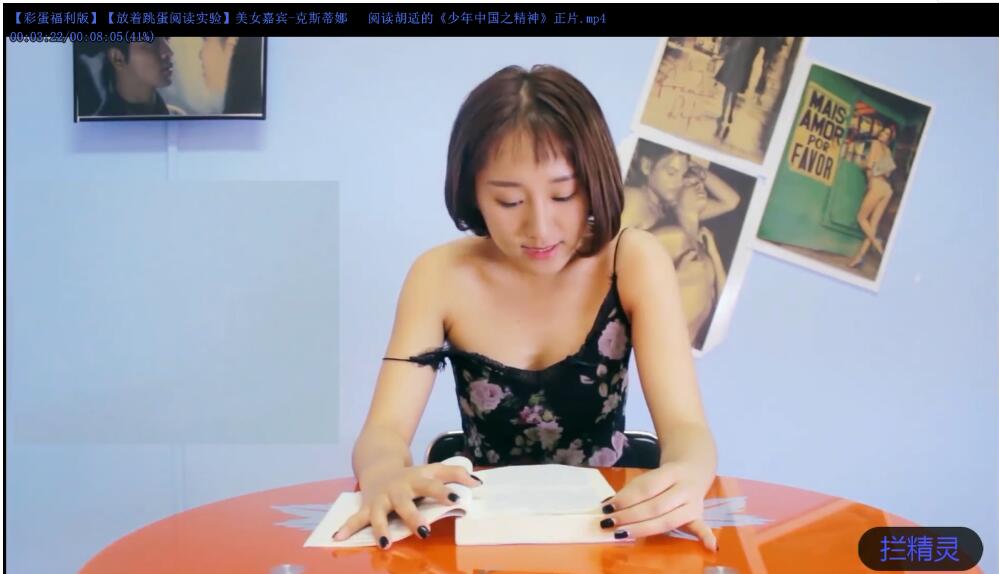 【彩蛋福利版】【放着跳蛋阅读实验】美女嘉宾-克斯蒂娜   阅读胡适的《少年中国之精神》正片.mp4
00:03:22/00:08:05(41%)
MAIS
AMOR
POR
FAVOR
拦精灵